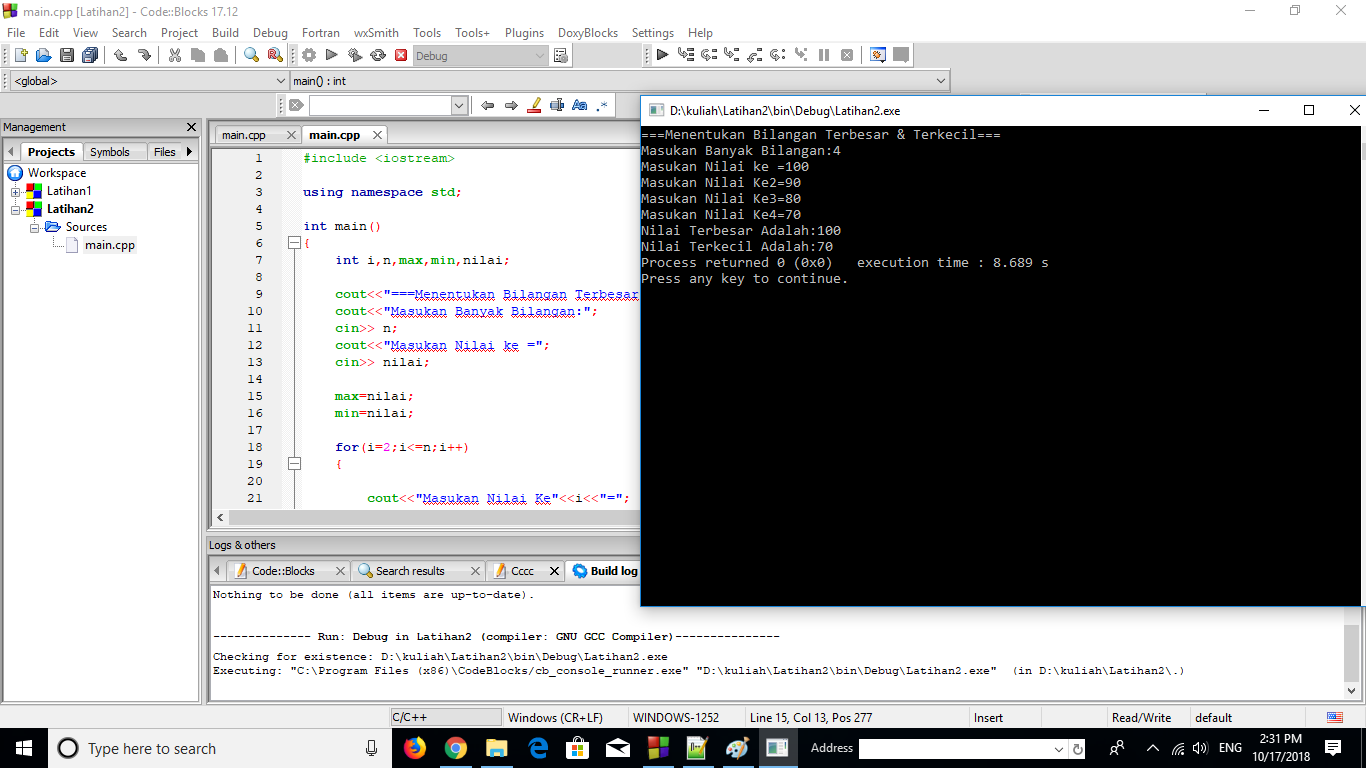 main.cpp [Latihan2] - Code::Blocks 17.12
File Edit View Search Project Build Debug Fortran wxSmith Tools Tools+ Plugins DoxyBlocks Settings Help
Debug
<global> main() : int
Aa .*
Management
Projects Symbols Files
Workspace
Latihan1
Latihan2
Sources
main.cpp
main.cpp main.cpp
1 #include <iostream>
2
3 using namespace std;
4
5 int main()
6 {
7 int i,n,max,min,nilai;
8
9 cout<<"===Menentukan Bilangan Terbesar
10 cout<<"Masukan Banyak Bilangan:";
11 cin>> n;
12 cout<<"Masukan Nilai ke =";
13 cin>> nilai;
14
15 max=nilai;
16 min=nilai;
17
18 for(i=2;i<=n;i++)
19 {
20
21 cout<<"Masukan Nilai Ke"<<i<<"=";
D:\kuliah\Latihan2\bin\Debug\Latihan2.exe
===Menentukan Bilangan Terbesar & Terkecil===
Masukan Banyak Bilangan:4
Masukan Nilai ke =100
Masukan Nilai Ke2=90
Masukan Nilai Ke3=80
Masukan Nilai Ke4=70
Nilai Terbesar Adalah:100
Nilai Terkecil Adalah:70
Process returned 0 (0x0)   execution time : 8.689 s
Press any key to continue.
Logs & others
Code::Blocks Search results Cccc Build log
Nothing to be done (all items are up-to-date).
-------------- Run: Debug in Latihan2 (compiler: GNU GCC Compiler)---------------
Checking for existence: D:\kuliah\Latihan2\bin\Debug\Latihan2.exe
Executing: "C:\Program Files (x86)\CodeBlocks/cb_console_runner.exe" "D:\kuliah\Latihan2\bin\Debug\Latihan2.exe"  (in D:\kuliah\Latihan2\.)
C/C++ Windows (CR+LF) WINDOWS-1252 Line 15, Col 13, Pos 277 Insert Read/Write default
Type here to search Address ENG 2:31 PM
10/17/2018